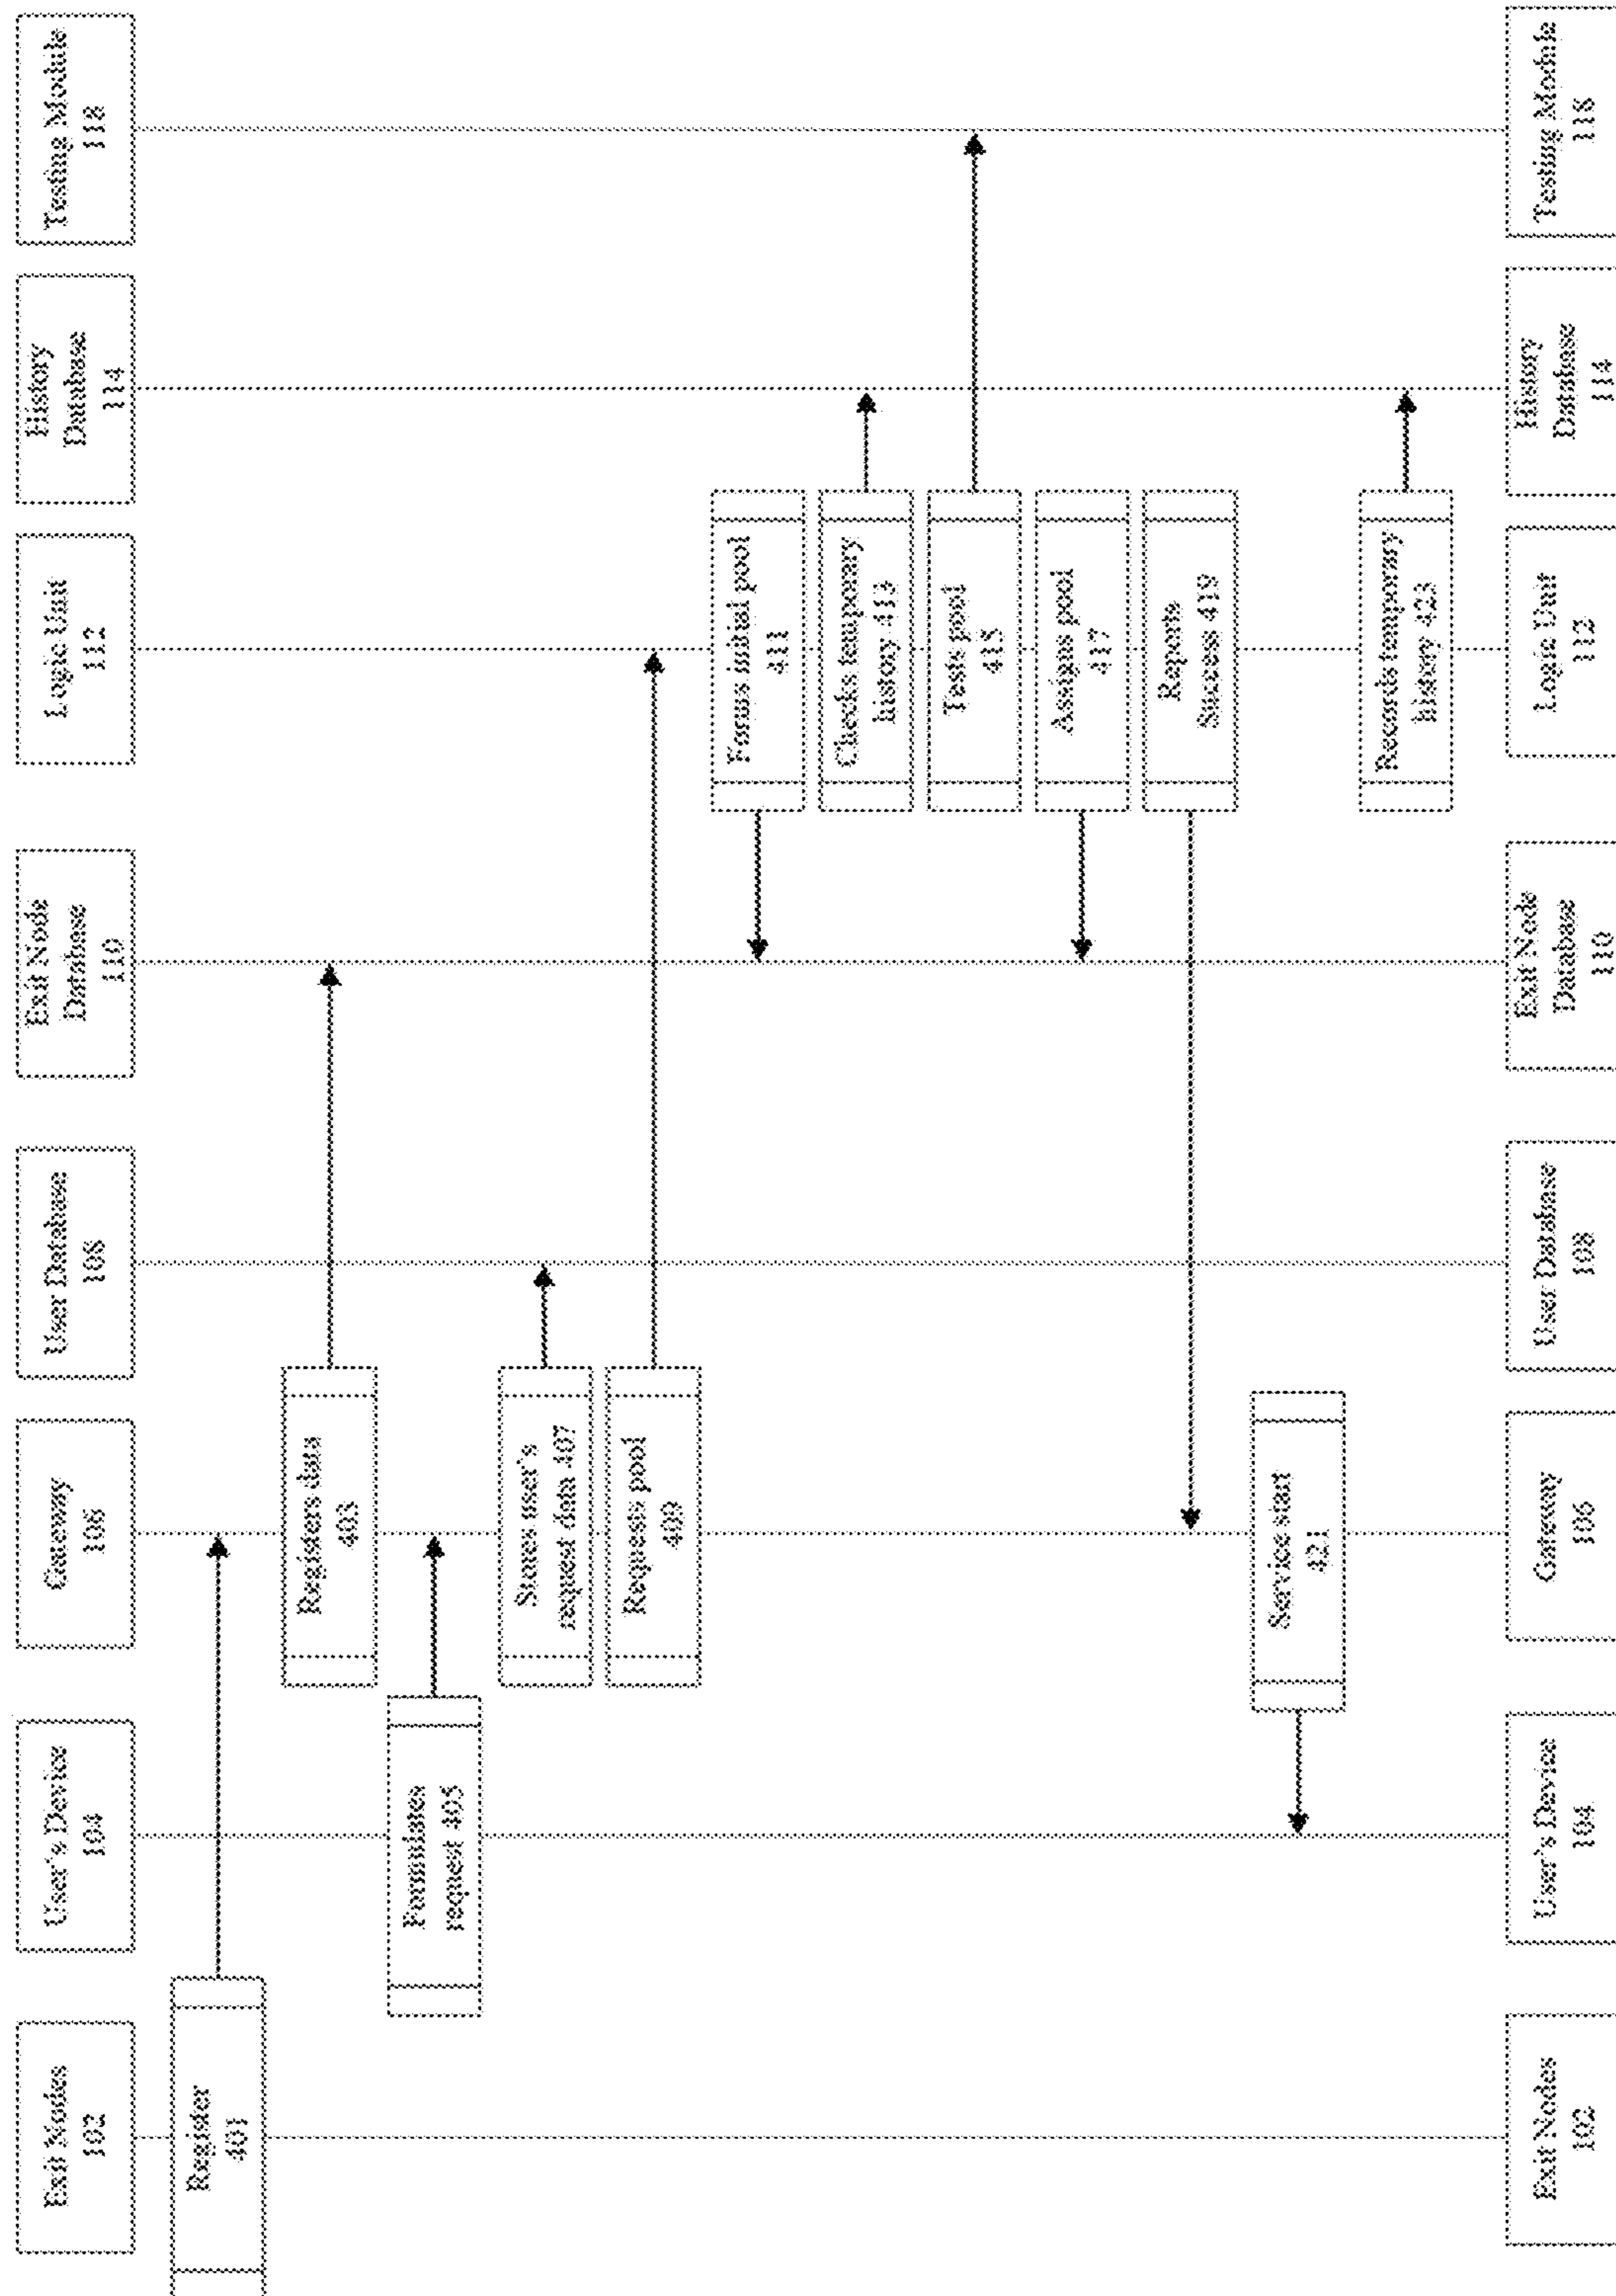 Exit Nodes
102
User's Device
104
Gateway
106
User Database
108
Exit Node
Database
110
Logic Unit
112
History
Database
114
Testing Module
118
Register
401
Registers data
403
Formulates
request 405
Stores user's
request data 407
Requests pool
409
Forms initial pool
411
Checks temporary
history 413
Tests pool
415
Assigns pool
417
Raports
Success 419
Service start
421
Records temporary
history 423
Exit Nodes
102
User's Device
104
Gateway
106
User Database
108
Exit Node
Database
110
Logic Unit
112
History
Database
114
Testing Module
118